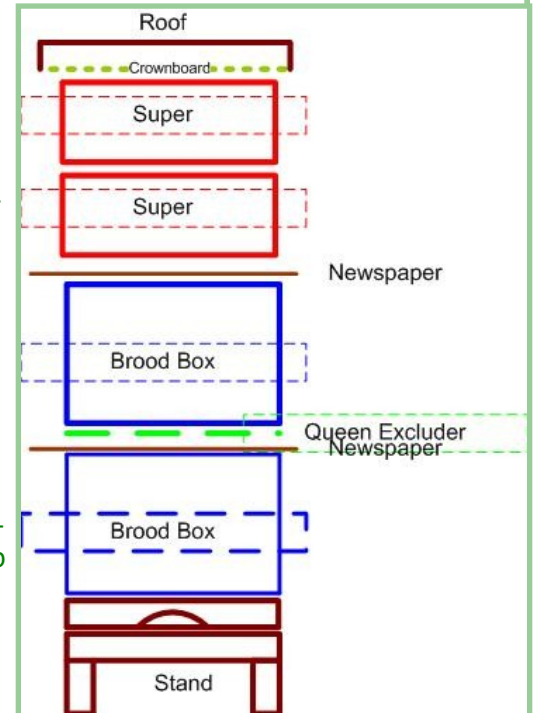 Roof
Crownboard
Super
Super
Newspaper
Brood Box
Queen Excluder
Newspaper
Brood Box
Stand